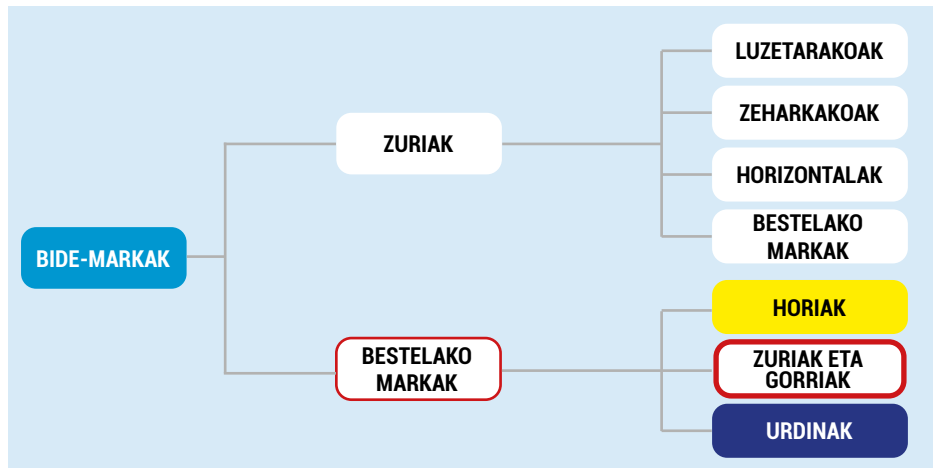 BIDE-MARKAK
ZURIAK
LUZETARAKOAK
ZEHARKAKOAK
HORIZONTALAK
BESTELAKO
MARKAK
BESTELAKO
MARKAK
HORIAK
ZURIAK ETA
GORRIAK
URDINAK